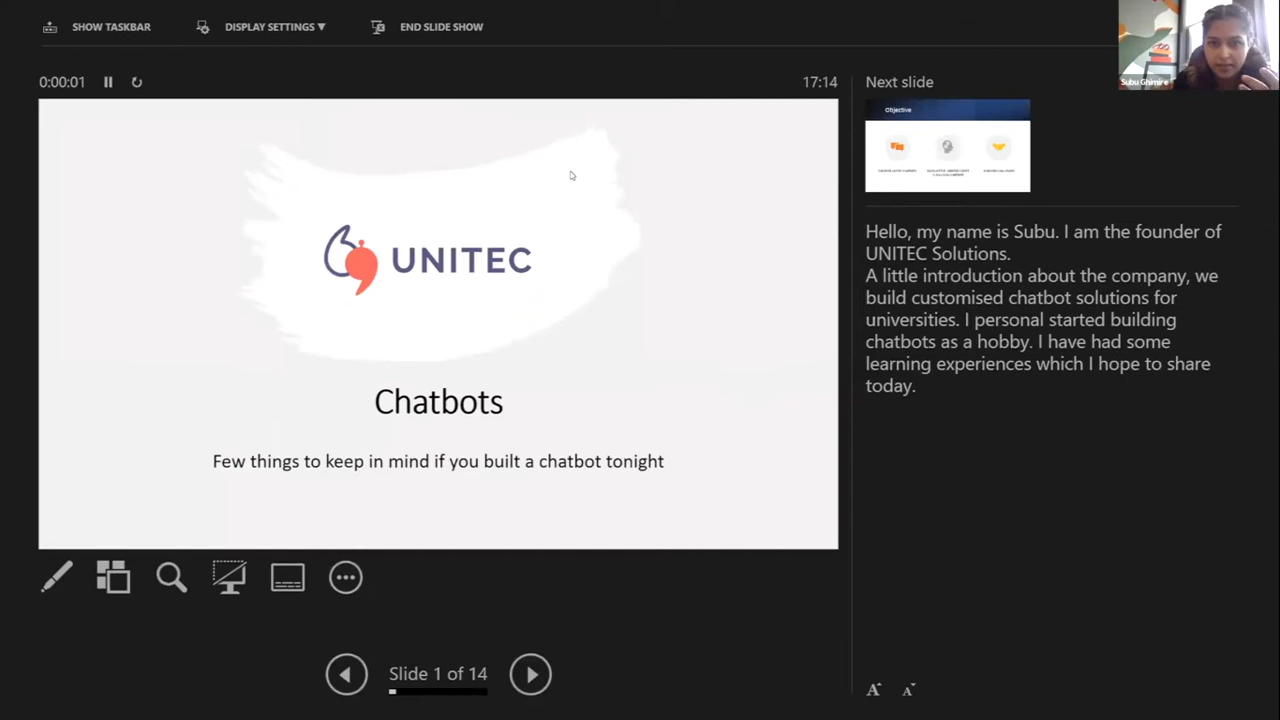 SHOW TASKBAR
DISPLAY SETTINGS ▼
END SLIDE SHOW
Subu Ghimire
0:00:01
17:14
Next slide
Objective
UNITEC
Chatbots
Few things to keep in mind if you built a chatbot tonight
Hello, my name is Subu. I am the founder of
UNITEC Solutions.
A little introduction about the company, we
build customised chatbot solutions for
universities. I personal started building
chatbots as a hobby. I have had some
learning experiences which I hope to share
today.
Slide 1 of 14
A
A